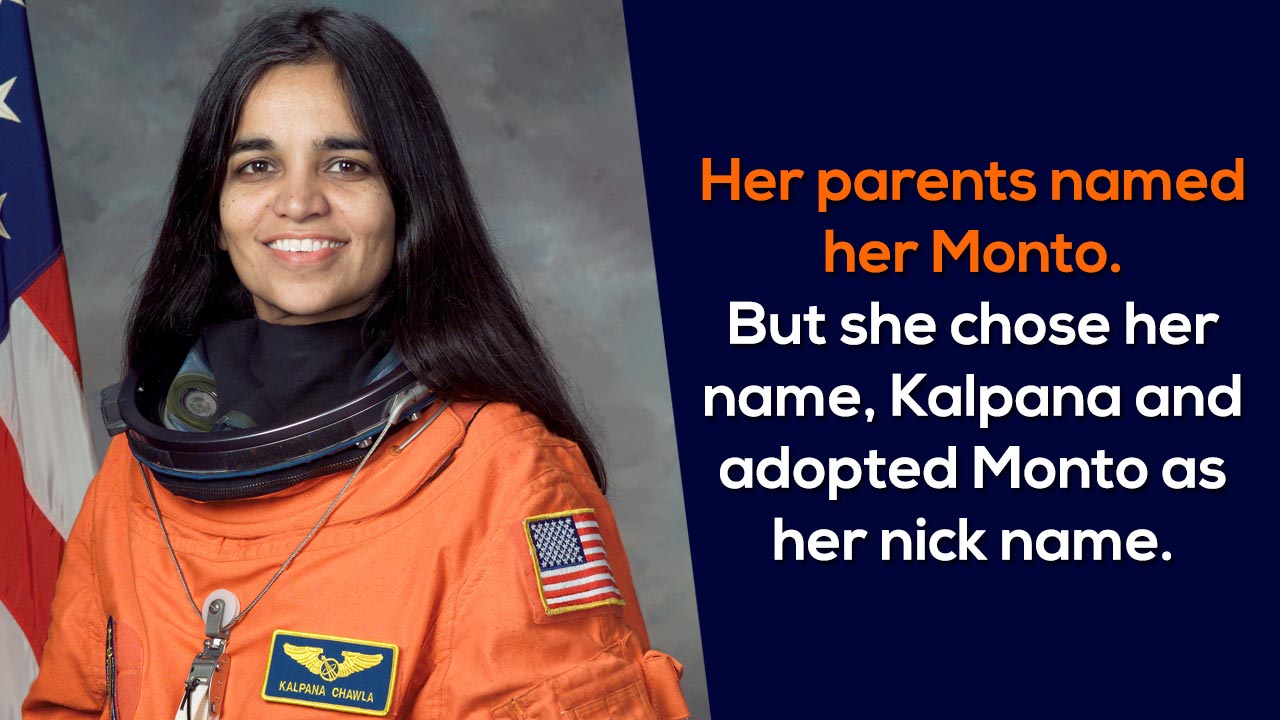 Her parents named
her Monto.
But she chose her
name, Kalpana and
adopted Monto as
her nick name.
KALPANA CHAWLA